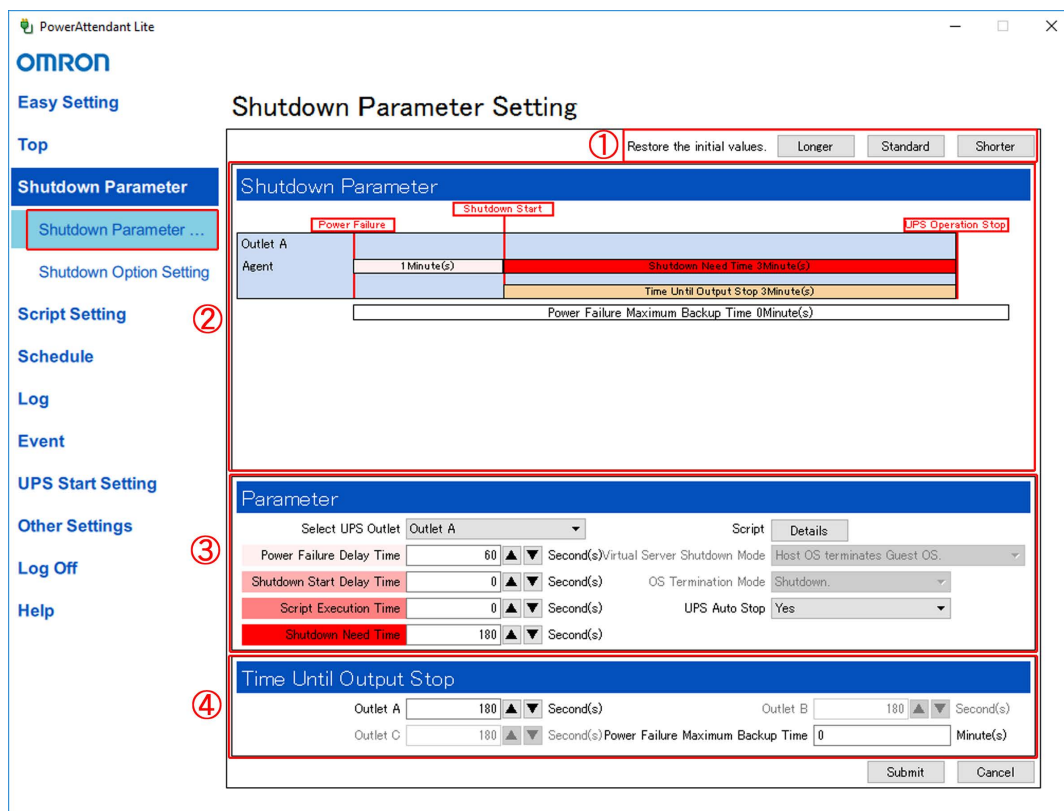 PowerAttendant Lite
OMRON
Easy Setting
Top
Shutdown Parameter
Shutdown Parameter ...
Shutdown Option Setting
Script Setting
Schedule
Log
Event
UPS Start Setting
Other Settings
Log Off
Help
Shutdown Parameter Setting
① Restore the initial values. Longer Standard Shorter
②
Shutdown Parameter
Shutdown Start
Power Failure UPS Operation Stop
Outlet A
Agent 1Minute(s) Shutdown Need Time 3Minute(s)
Time Until Output Stop 3Minute(s)
Power Failure Maximum Backup Time 0Minute(s)
③
Parameter
Select UPS Outlet Outlet A Script Details
Power Failure Delay Time 60 Second(s) Virtual Server Shutdown Mode Host OS terminates Guest OS.
Shutdown Start Delay Time 0 Second(s) OS Termination Mode Shutdown.
Script Execution Time 0 Second(s) UPS Auto Stop Yes
Shutdown Need Time 180 Second(s)
④
Time Until Output Stop
Outlet A 180 Second(s) Outlet B 180 Second(s)
Outlet C 180 Second(s) Power Failure Maximum Backup Time 0 Minute(s)
Submit Cancel